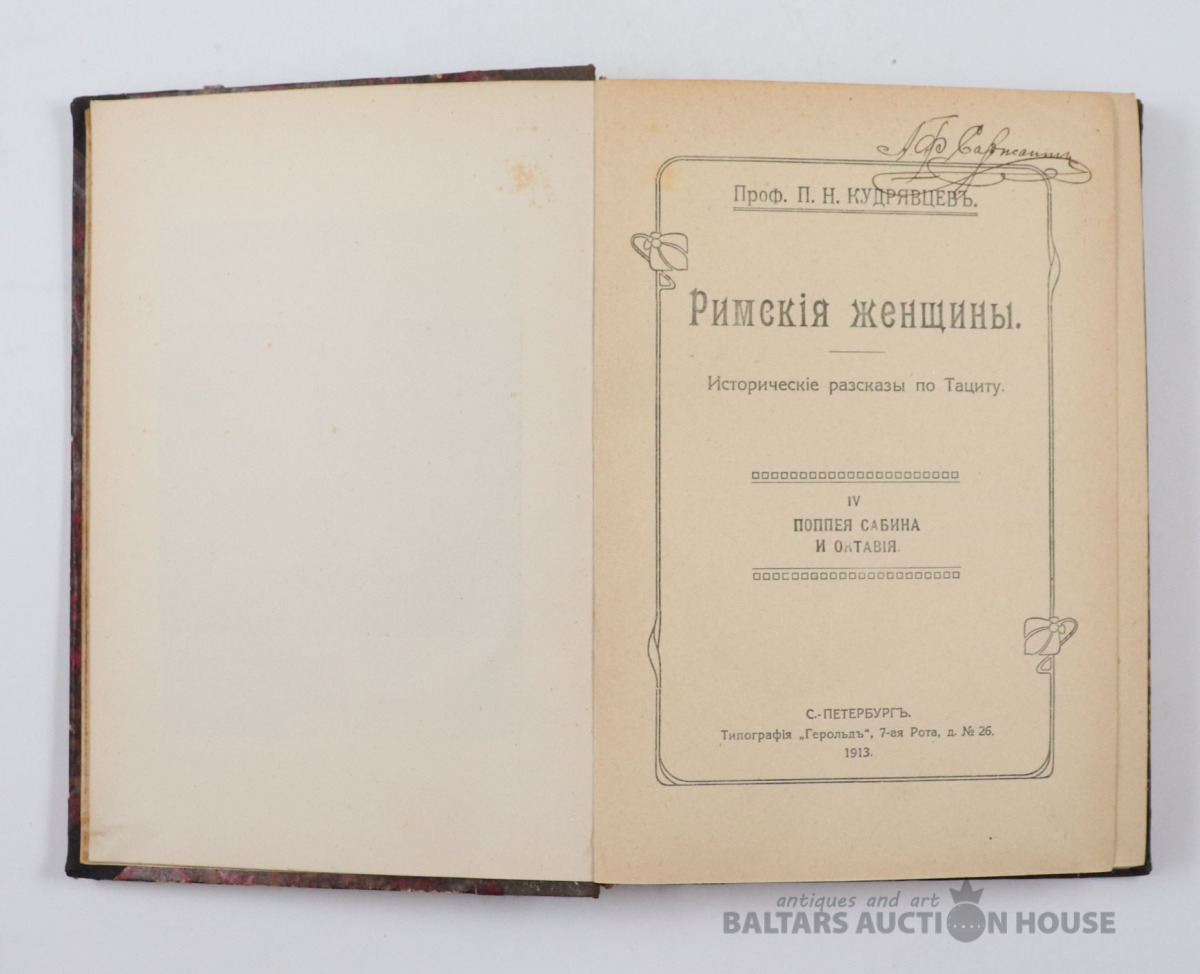 Проф. П. Н. КУДРЯВЦЕВЪ.
Римскія женщины.
Историческіе разсказы по Тациту.
IV
ПОППЕЯ САБИНА
И ОКТАВІЯ.
С.-ПЕТЕРБУРГЪ.
Типографія „Герольдъ“, 7-ая Рота, д. № 26.
1913.
antiques and art
BALTARS AUCTION HOUSE